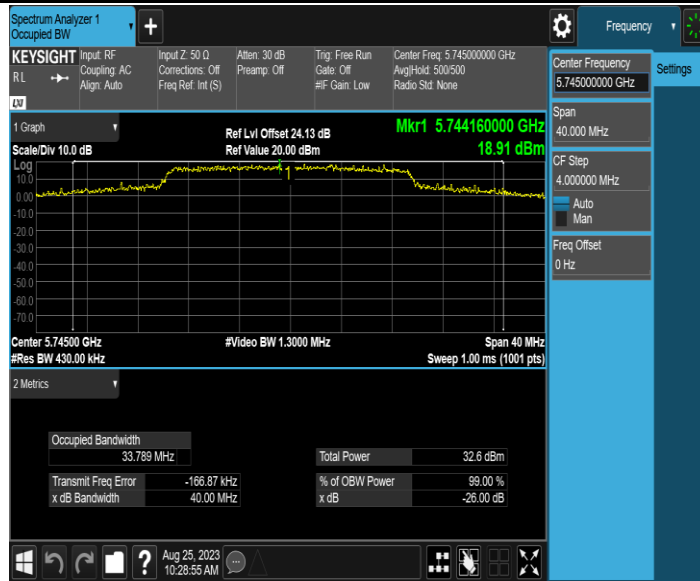 Spectrum Analyzer 1
Occupied BW
Frequency
KEYSIGHT
RL
LXI
Input: RF
Coupling: AC
Align: Auto
Input Z: 50 Ω
Corrections: Off
Freq Ref: Int (S)
Atten: 30 dB
Preamp: Off
Trig: Free Run
Gate: Off
#IF Gain: Low
Center Freq: 5.745000000 GHz
Avg|Hold: 500/500
Radio Std: None
Center Frequency
5.745000000 GHz
Settings
Span
40.000 MHz
CF Step
4.000000 MHz
Auto
Man
Freq Offset
0 Hz
1 Graph
Scale/Div 10.0 dB
Ref Lvl Offset 24.13 dB
Ref Value 20.00 dBm
Mkr1 5.744160000 GHz
18.91 dBm
Log
10.0
0.00
-10.0
-20.0
-30.0
-40.0
-50.0
-60.0
-70.0
Center 5.74500 GHz
#Res BW 430.00 kHz
#Video BW 1.3000 MHz
Span 40 MHz
Sweep 1.00 ms (1001 pts)
2 Metrics
Occupied Bandwidth
33.789 MHz
Total Power 32.6 dBm
Transmit Freq Error -166.87 kHz
% of OBW Power 99.00 %
x dB Bandwidth 40.00 MHz
x dB -26.00 dB
Aug 25, 2023
10:28:55 AM